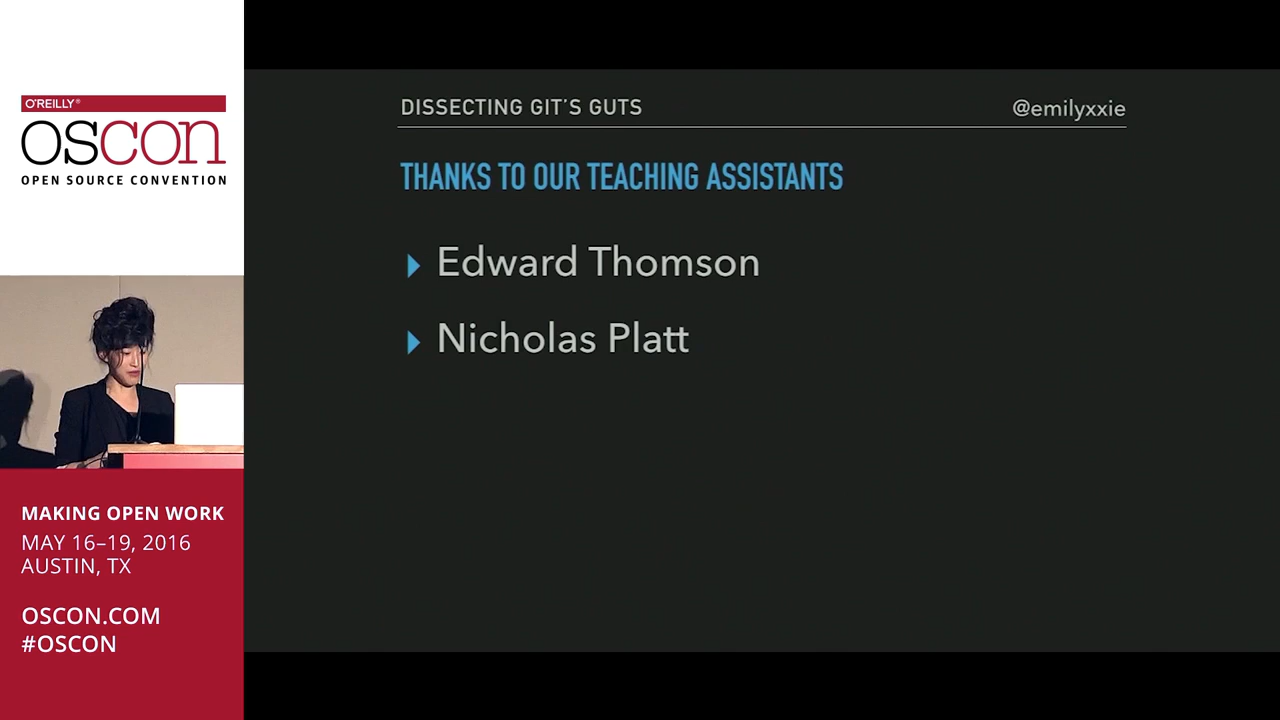 O'REILLY®
OSCON
OPEN SOURCE CONVENTION
MAKING OPEN WORK
MAY 16–19, 2016
AUSTIN, TX
OSCON.COM
#OSCON
DISSECTING GIT'S GUTS
@emilyxxie
THANKS TO OUR TEACHING ASSISTANTS
Edward Thomson
Nicholas Platt